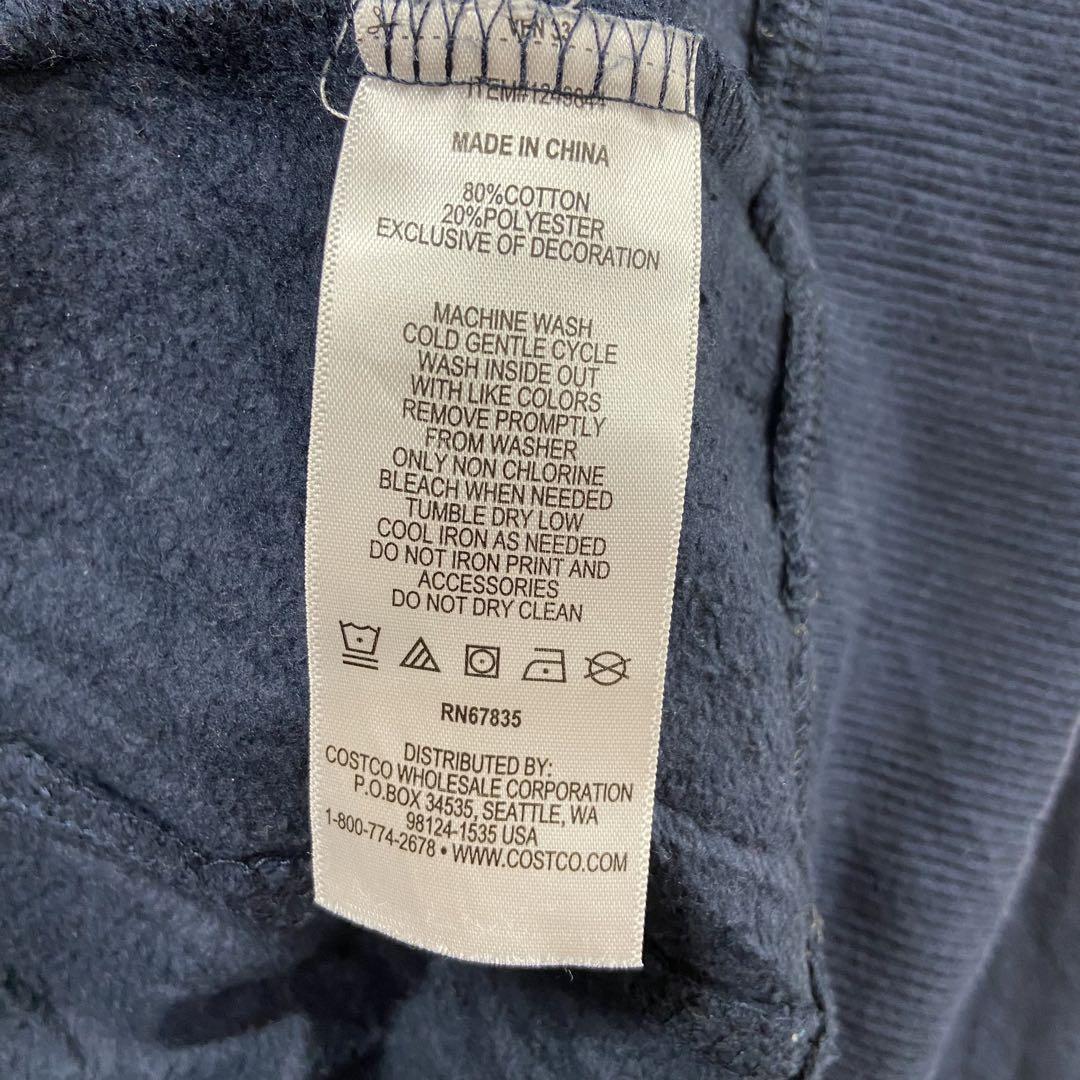 VEN 33
MADE IN CHINA
80%COTTON
20%POLYESTER
EXCLUSIVE OF DECORATION
MACHINE WASH
COLD GENTLE CYCLE
WASH INSIDE OUT
WITH LIKE COLORS
REMOVE PROMPTLY
FROM WASHER
ONLY NON CHLORINE
BLEACH WHEN NEEDED
TUMBLE DRY LOW
COOL IRON AS NEEDED
DO NOT IRON PRINT AND
ACCESSORIES
DO NOT DRY CLEAN
RN67835
DISTRIBUTED BY:
COSTCO WHOLESALE CORPORATION
P.O.BOX 34535, SEATTLE, WA
98124-1535 USA
1-800-774-2678 • WWW.COSTCO.COM